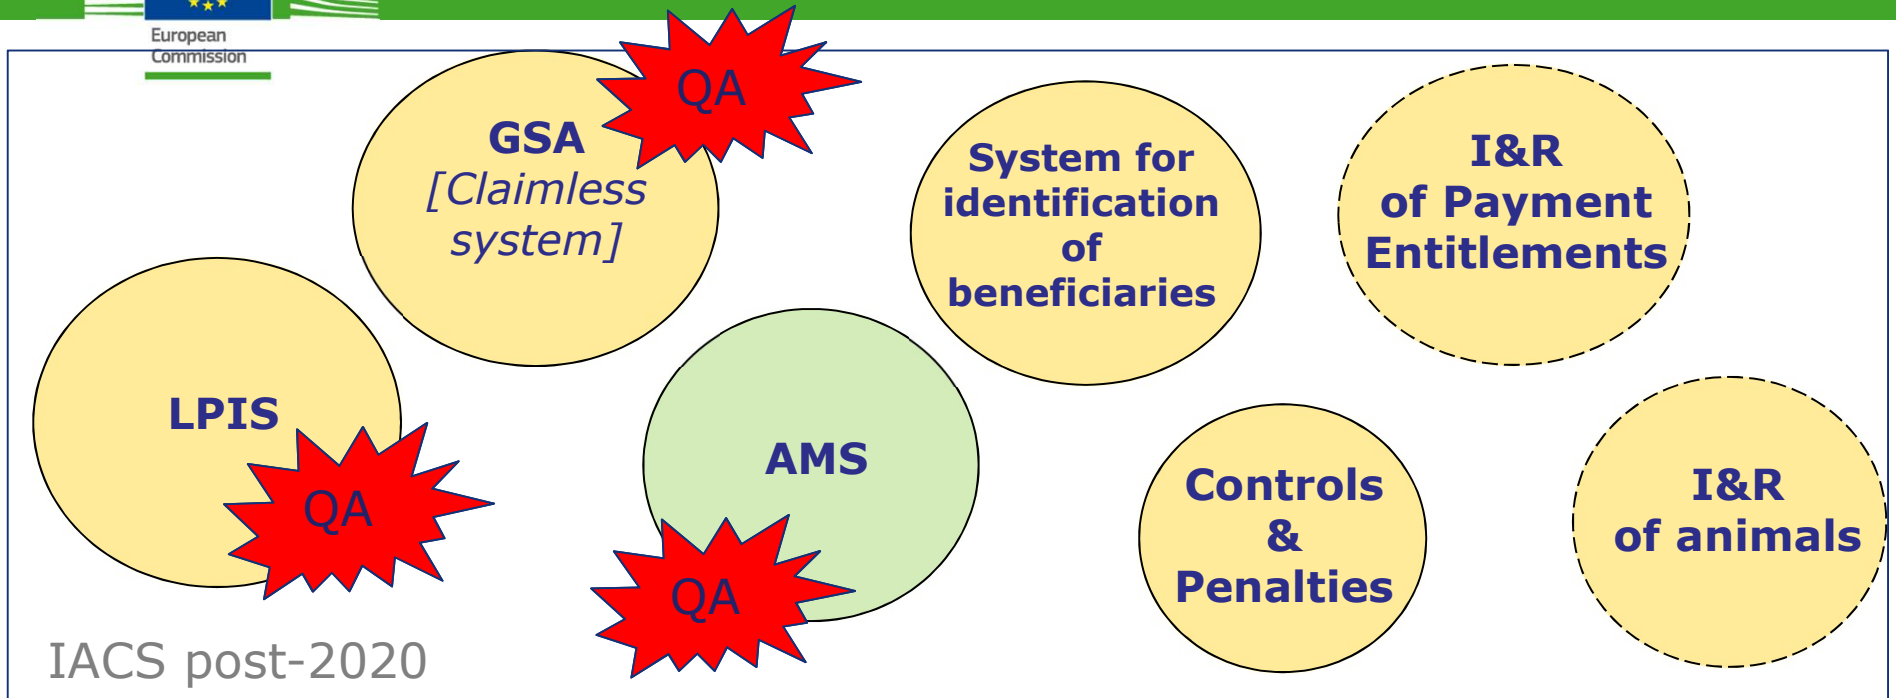 European
Commission
QA
GSA
[Claimless
system]
System for
identification
of
beneficiaries
I&R
of Payment
Entitlements
LPIS
QA
AMS
QA
Controls
&
Penalties
I&R
of animals
IACS post-2020